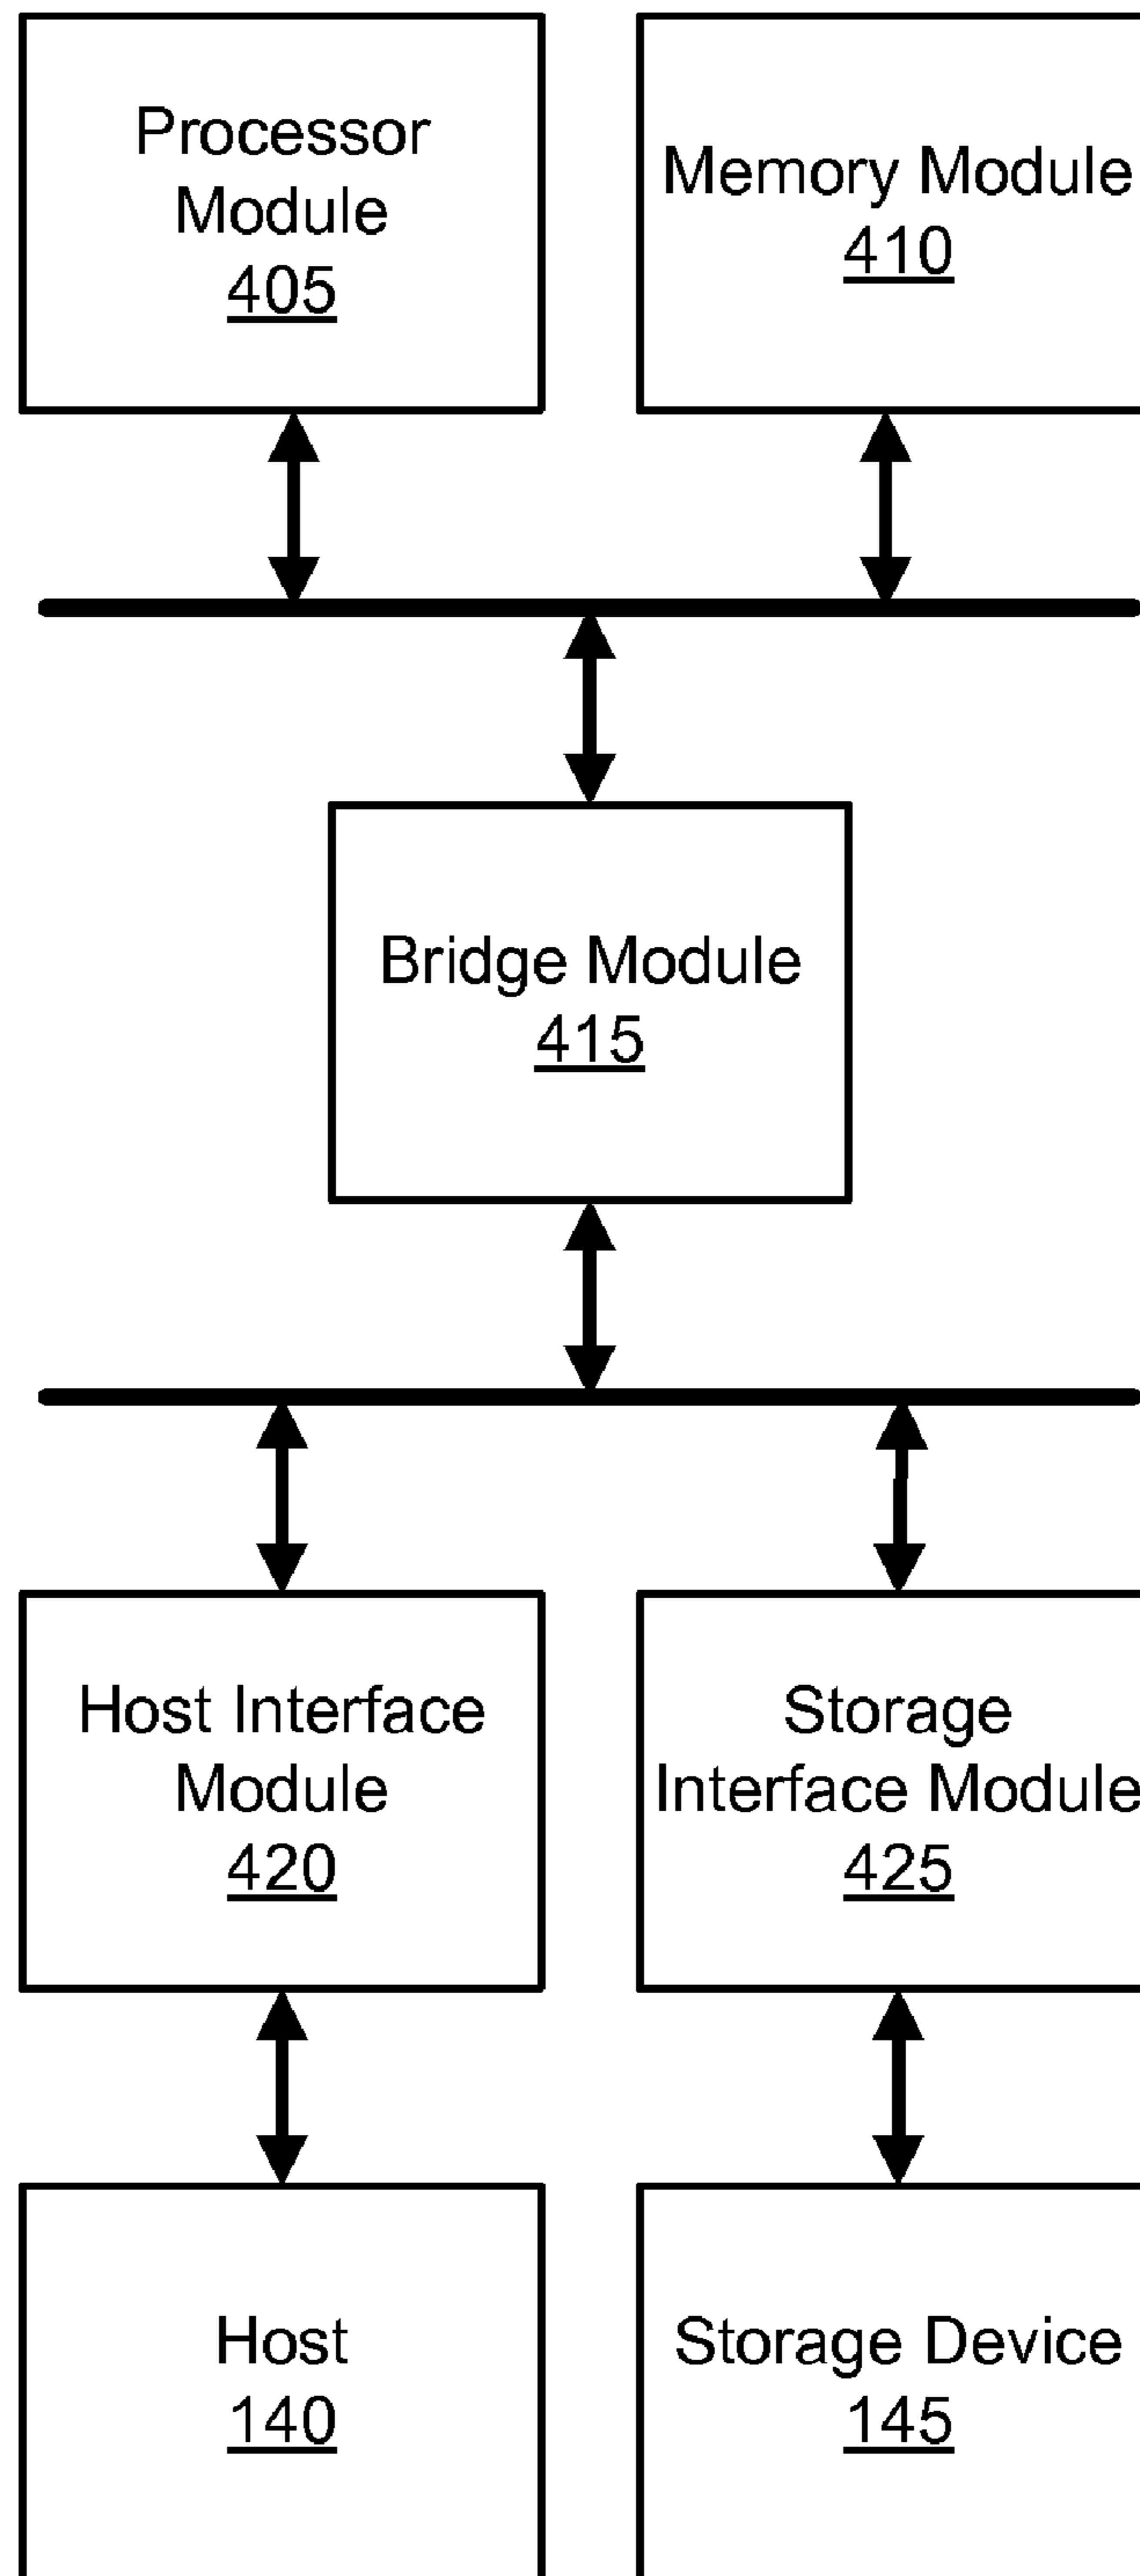 Processor
Module
405
Memory Module
410
Bridge Module
415
Host Interface
Module
420
Storage
Interface Module
425
Host
140
Storage Device
145